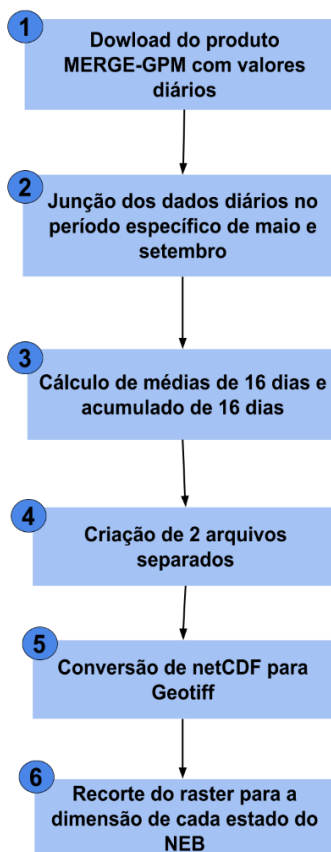 1
Dowload do produto
MERGE-GPM com valores
diários
2
Junção dos dados diários no
período específico de maio e
setembro
3
Cálculo de médias de 16 dias e
acumulado de 16 dias
4
Criação de 2 arquivos
separados
5
Conversão de netCDF para
Geotiff
6
Recorte do raster para a
dimensão de cada estado do
NEB